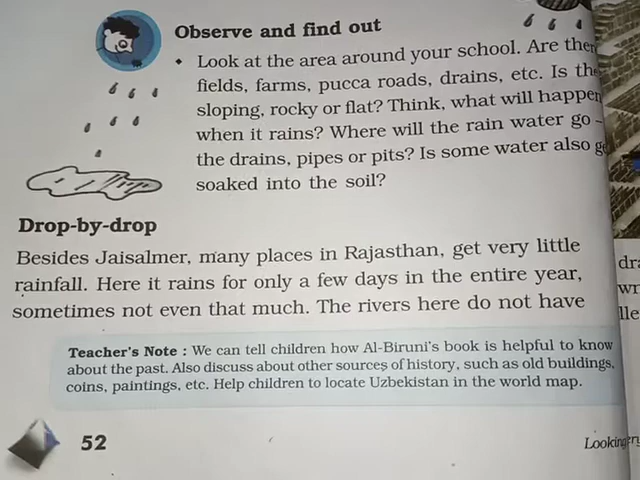 Observe and find out
• Look at the area around your school. Are ther
fields, farms, pucca roads, drains, etc. Is the
sloping, rocky or flat? Think, what will happen
when it rains? Where will the rain water go –
the drains, pipes or pits? Is some water also ge
soaked into the soil?
Drop-by-drop
Besides Jaisalmer, many places in Rajasthan, get very little
rainfall. Here it rains for only a few days in the entire year,
sometimes not even that much. The rivers here do not have
Teacher's Note : We can tell children how Al-Biruni's book is helpful to know
about the past. Also discuss about other sources of history, such as old buildings,
coins, paintings, etc. Help children to locate Uzbekistan in the world map.
52
Looking
dra
wr
lle